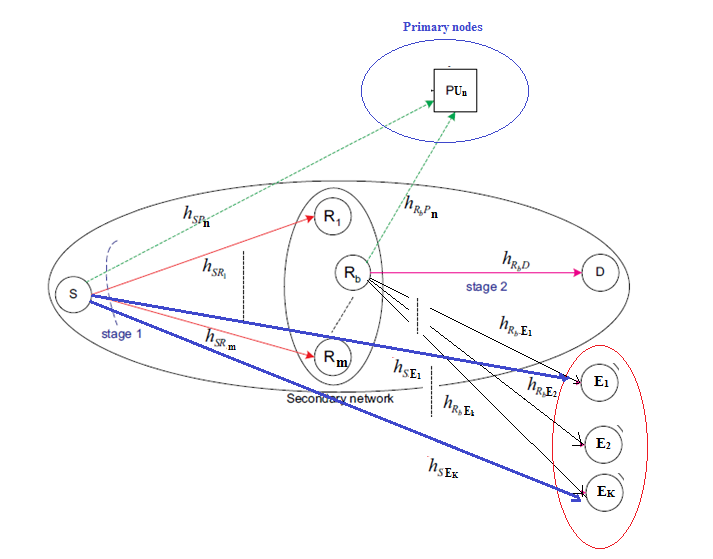 Primary nodes
PUn
hSPn
hRbPn
R1
hSR1
hRbD
Rb
D
S
stage 2
stage 1
hSRm
hRbE1
Rm
hSE1
hRbE2
E1
Secondary network
hRbEk
E2
hSEK
EK